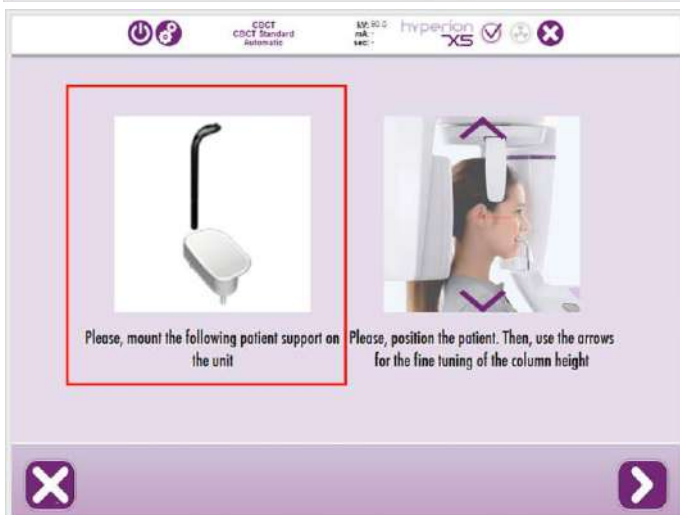 CBCT
CBCT Standard
Automatic
kV: 90.0
mA: -
sec: -
hyperion
X5
Please, mount the following patient support on
the unit
Please, position the patient. Then, use the arrows
for the fine tuning of the column height